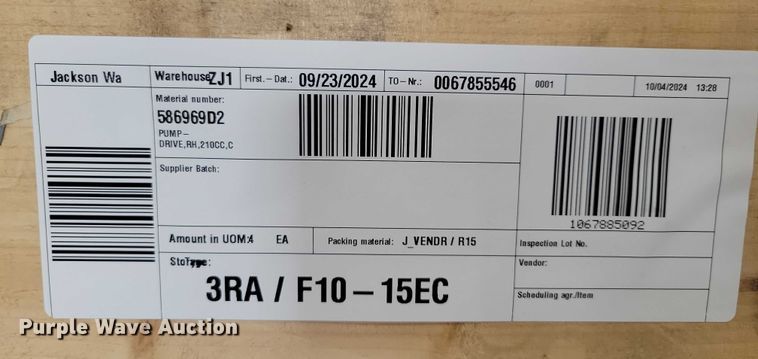 Jackson Wa
Warehouse ZJ1 First.-Dat.: 09/23/2024 TO-Nr.: 0067855546 0001 10/04/2024 13:28
Material number:
586969D2
PUMP-
DRIVE,RH,210CC,C
1067885092
Supplier Batch:
Amount in UOM:4 EA Packing material: J_VENDR / R15
Inspection Lot No.
Vendor:
3RA / F10-15EC
Scheduling agr./Item
Purple Wave Auction